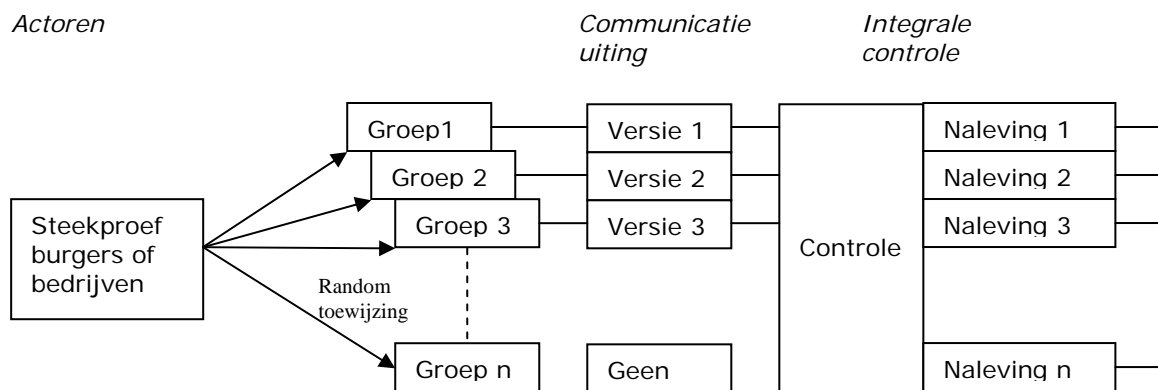 Actoren
Communicatie
uiting
Integrale
controle
Groep1
Versie 1
Naleving 1
Groep 2
Versie 2
Naleving 2
Steekproef
burgers of
bedrijven
Groep 3
Versie 3
Naleving 3
Controle
Random
toewijzing
Groep n
Geen
Naleving n